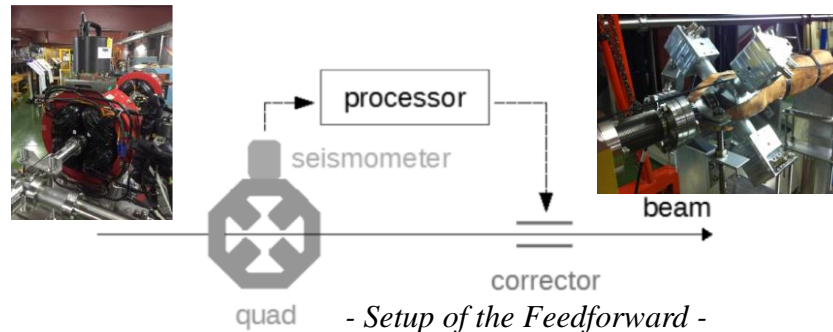 processor
seismometer
beam
corrector
quad
- Setup of the Feedforward -